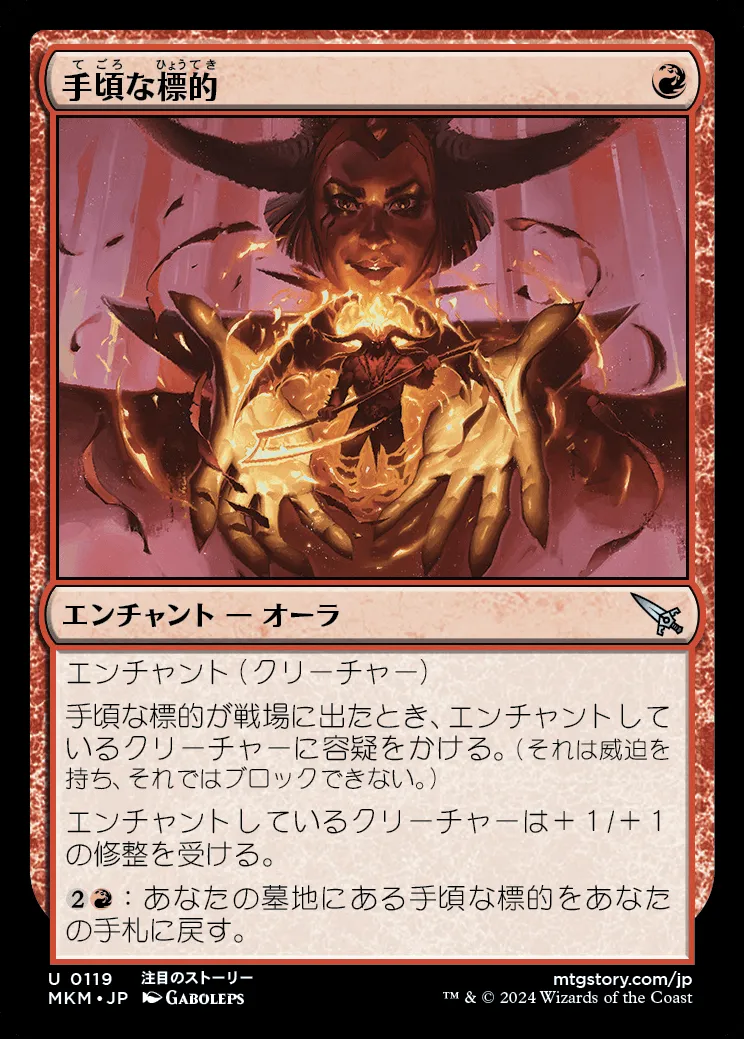 てごろ ひょうてき
手頃な標的
エンチャント — オーラ
エンチャント（クリーチャー）
手頃な標的が戦場に出たとき、エンチャントして
いるクリーチャーに容疑をかける。（それは威迫を
持ち、それではブロックできない。）
エンチャントしているクリーチャーは＋１/＋１
の修整を受ける。
2：あなたの墓地にある手頃な標的をあなた
の手札に戻す。
U 0119 注目のストーリー mtgstory.com/jp
MKM • JP GABOLEPS ™ & © 2024 Wizards of the Coast